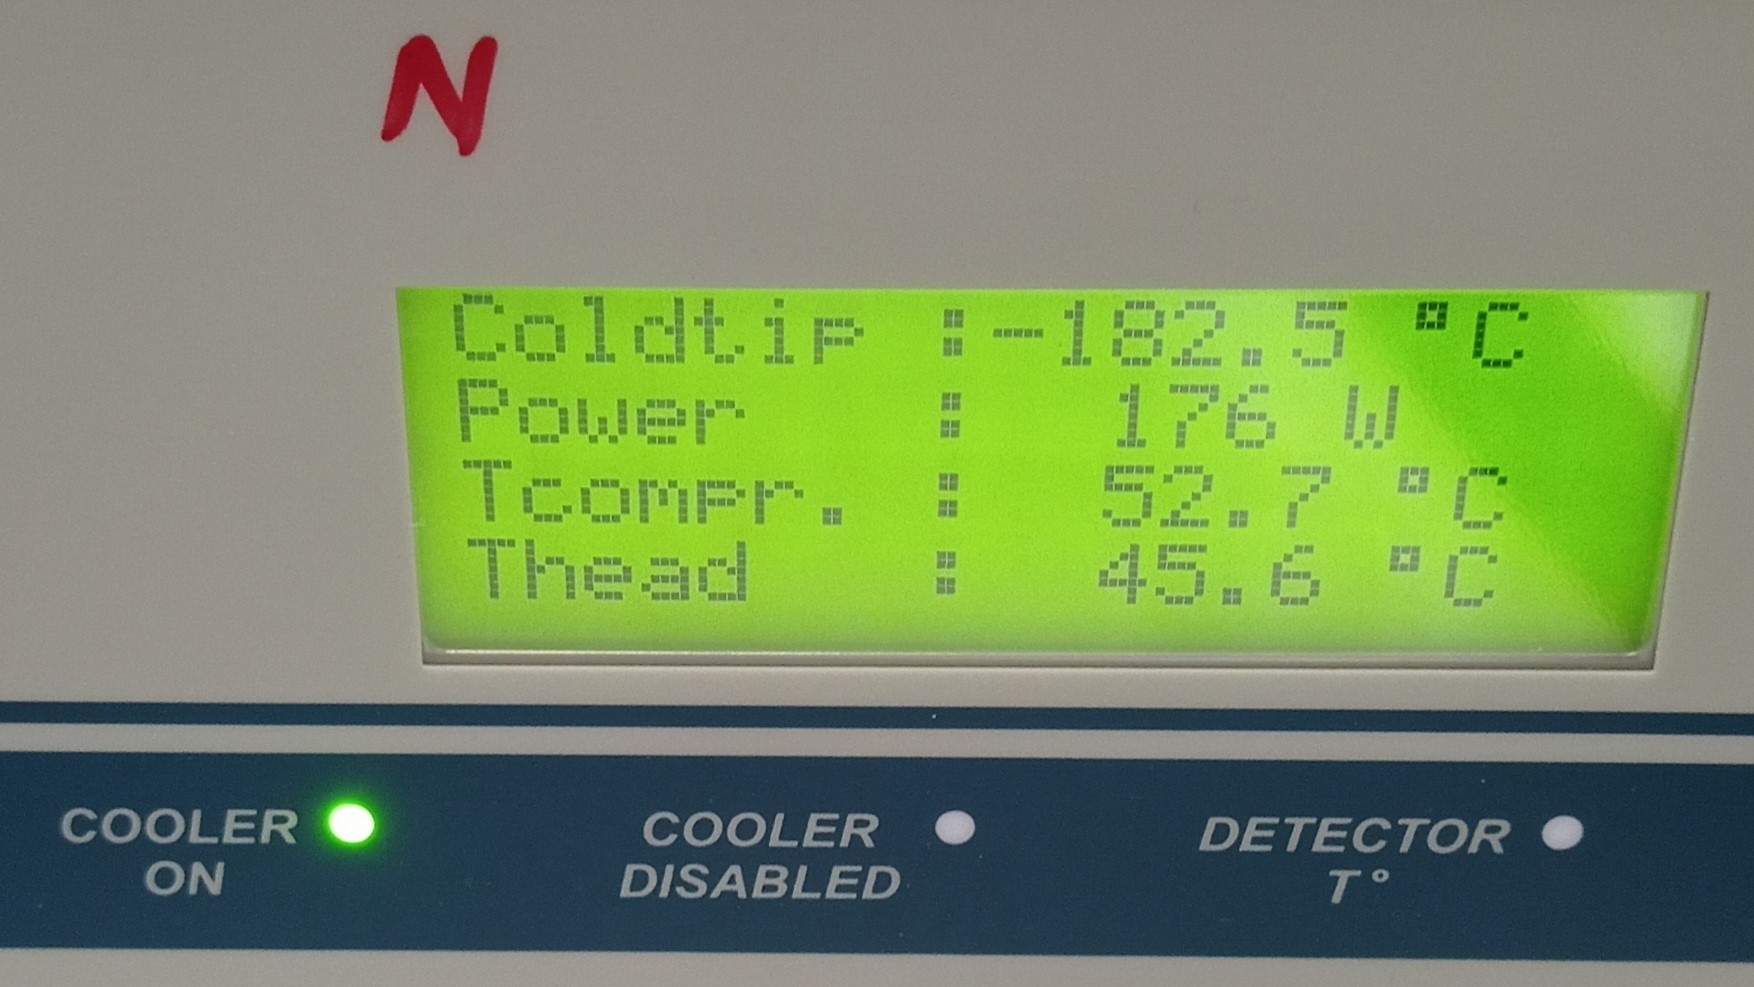 N
Coldtip :-182.5 °C
Power : 176 W
Tcompr. : 52.7 °C
Thead : 45.6 °C
COOLER ON
COOLER DISABLED
DETECTOR T°